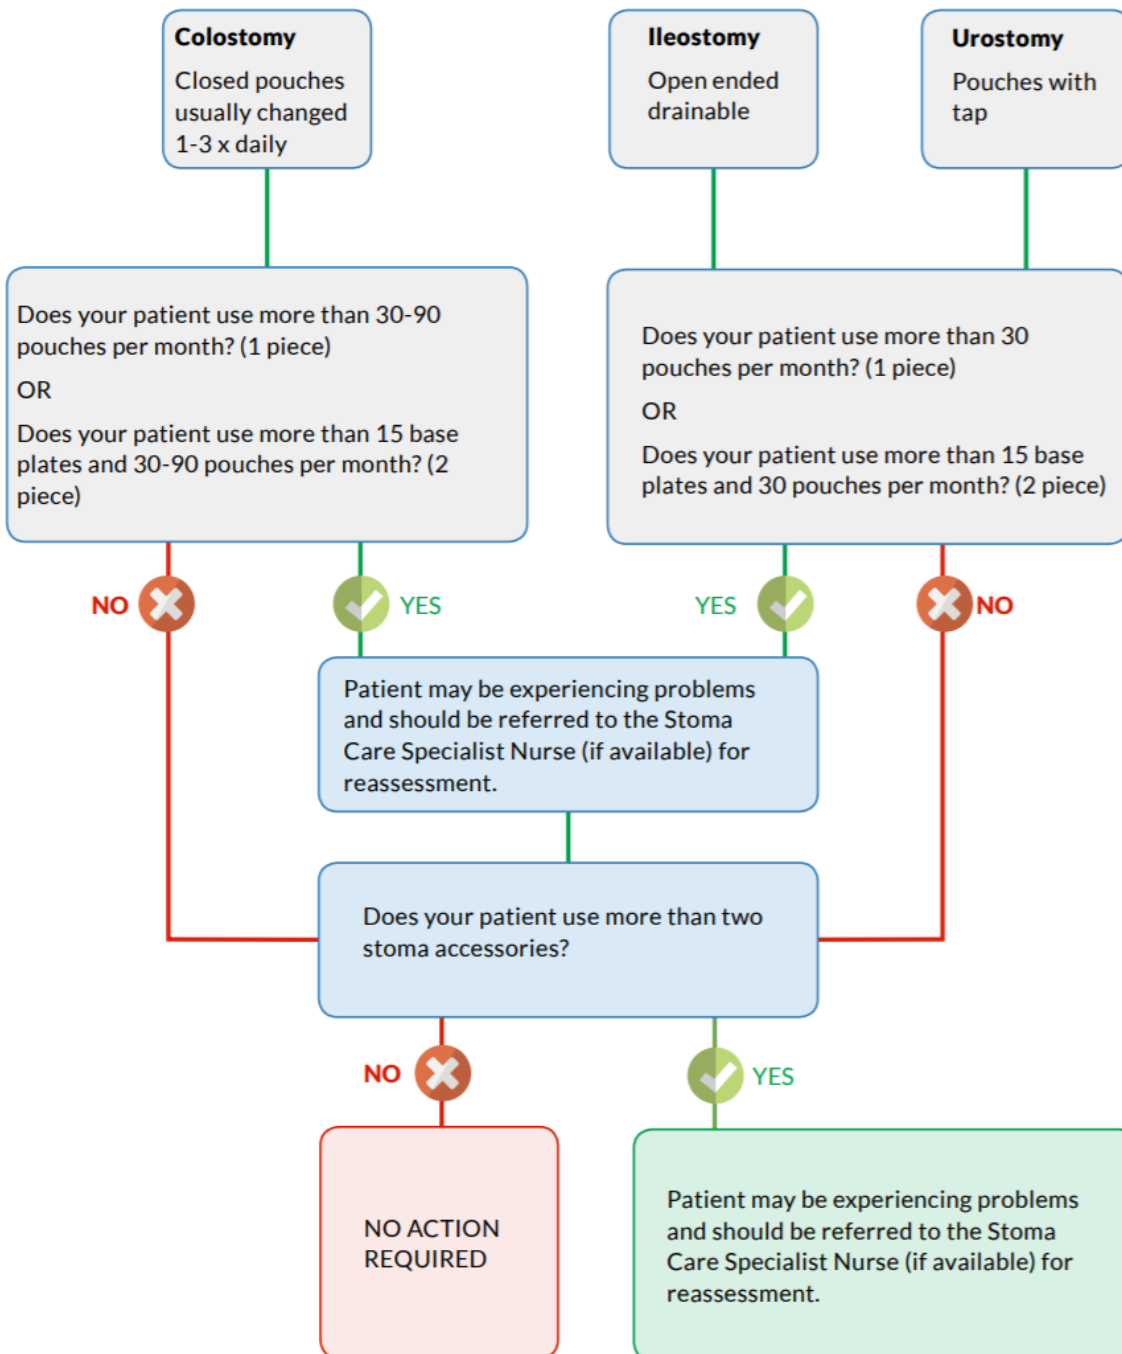 Colostomy
Closed pouches
usually changed
1-3 x daily
Ileostomy
Open ended
drainable
Urostomy
Pouches with
tap
Does your patient use more than 30-90
pouches per month? (1 piece)
OR
Does your patient use more than 15 base
plates and 30-90 pouches per month? (2
piece)
Does your patient use more than 30
pouches per month? (1 piece)
OR
Does your patient use more than 15 base
plates and 30 pouches per month? (2 piece)
NO
YES
YES
NO
Patient may be experiencing problems
and should be referred to the Stoma
Care Specialist Nurse (if available) for
reassessment.
Does your patient use more than two
stoma accessories?
NO
YES
NO ACTION
REQUIRED
Patient may be experiencing problems
and should be referred to the Stoma
Care Specialist Nurse (if available) for
reassessment.